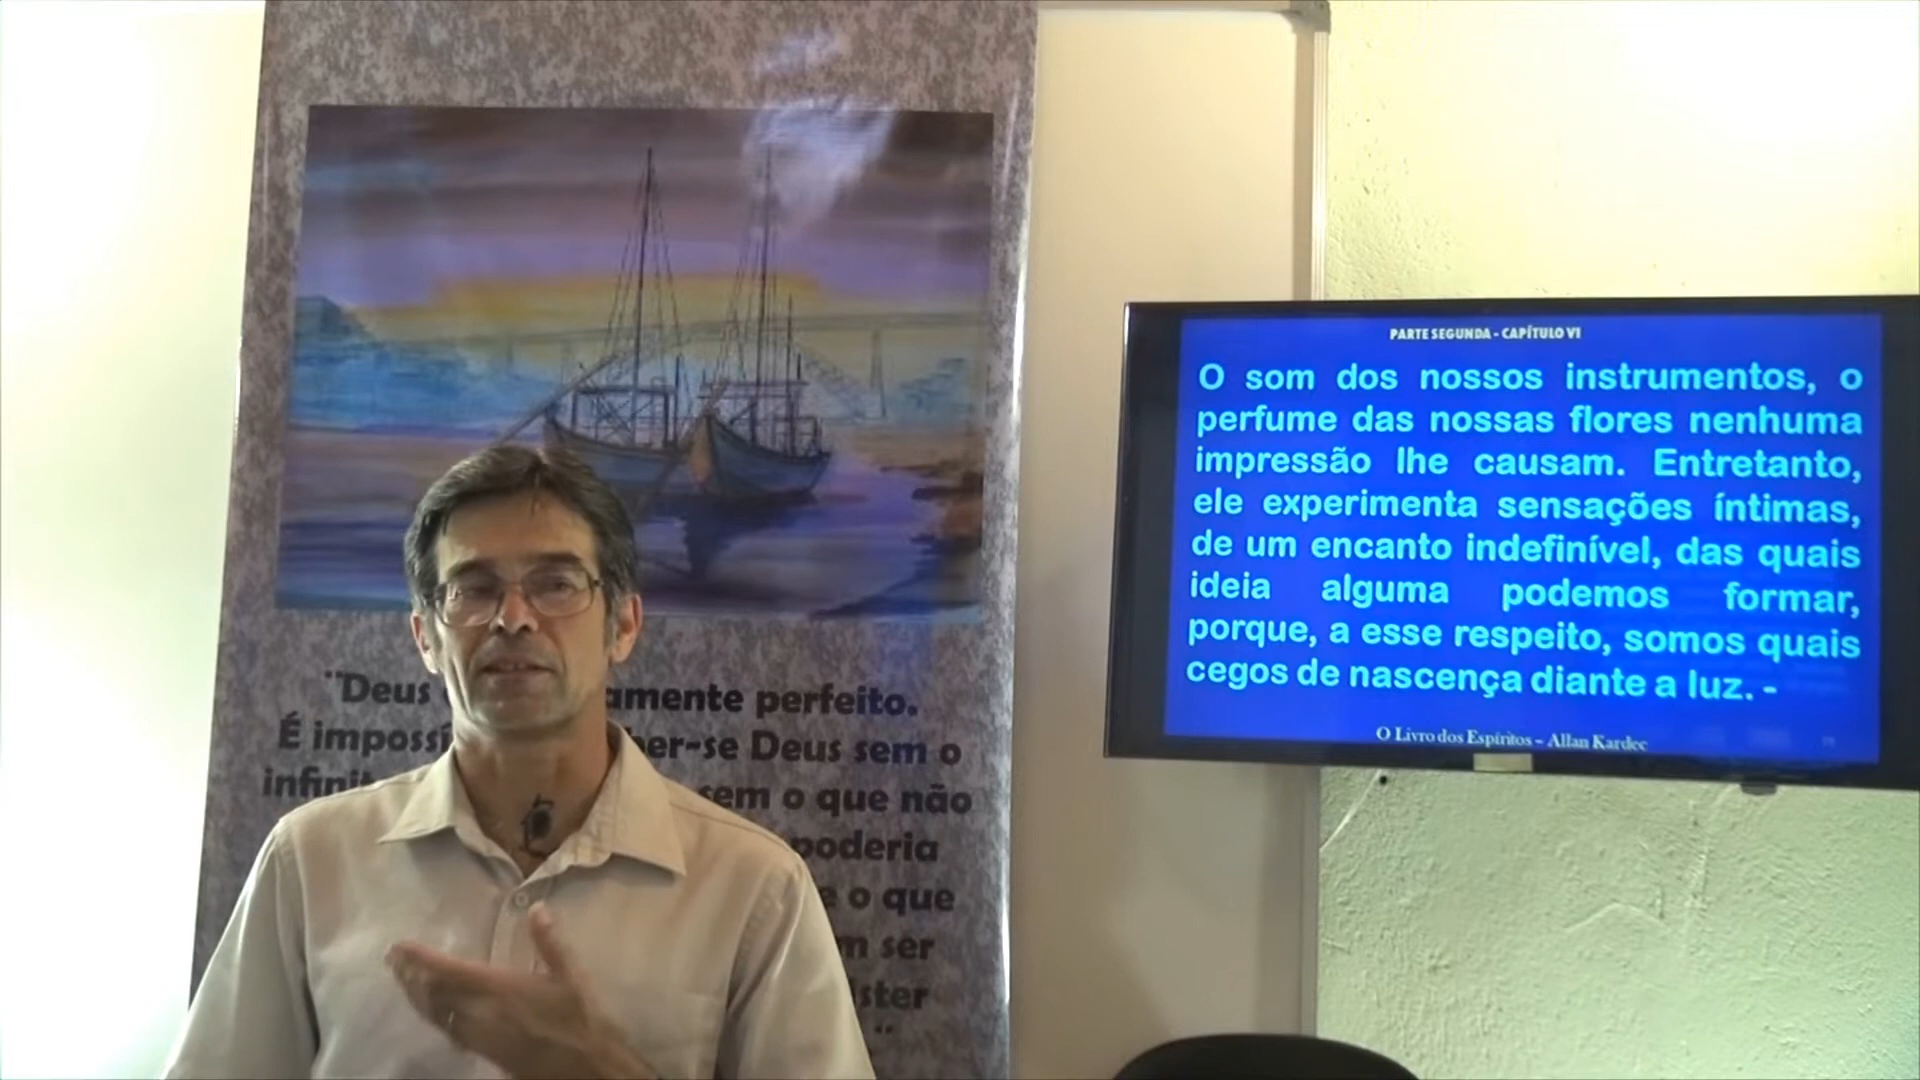 ¨Deus amente perfeito.
É impossí ber-se Deus sem o
infini sem o que não
poderia
e o que
m ser
ister
¨
PARTE SEGUNDA - CAPÍTULO VI
O som dos nossos instrumentos, o
perfume das nossas flores nenhuma
impressão lhe causam. Entretanto,
ele experimenta sensações íntimas,
de um encanto indefinível, das quais
ideia alguma podemos formar,
porque, a esse respeito, somos quais
cegos de nascença diante a luz. -
O Livro dos Espíritos – Allan Kardec